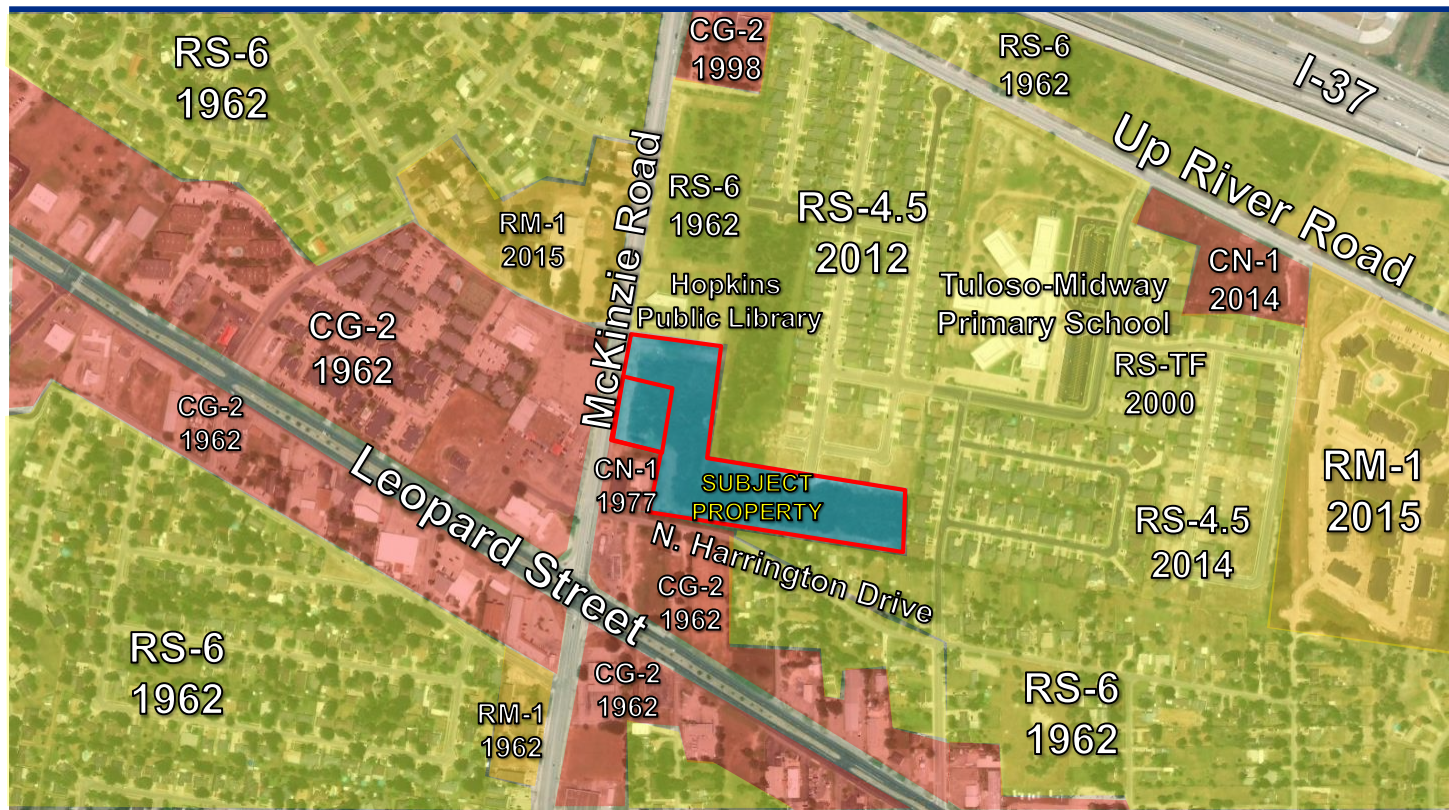 RS-6
1962
CG-2
1998
RS-6
1962
I-37
Up River Road
McKinzie Road
RS-6
1962
RS-4.5
2012
RM-1
2015
Hopkins
Public Library
Tuloso-Midway
Primary School
CN-1
2014
CG-2
1962
RS-TF
2000
CG-2
1962
Leopard Street
CN-1
1977
SUBJECT
PROPERTY
RM-1
2015
RS-4.5
2014
N. Harrington Drive
CG-2
1962
RS-6
1962
CG-2
1962
RM-1
1962
RS-6
1962